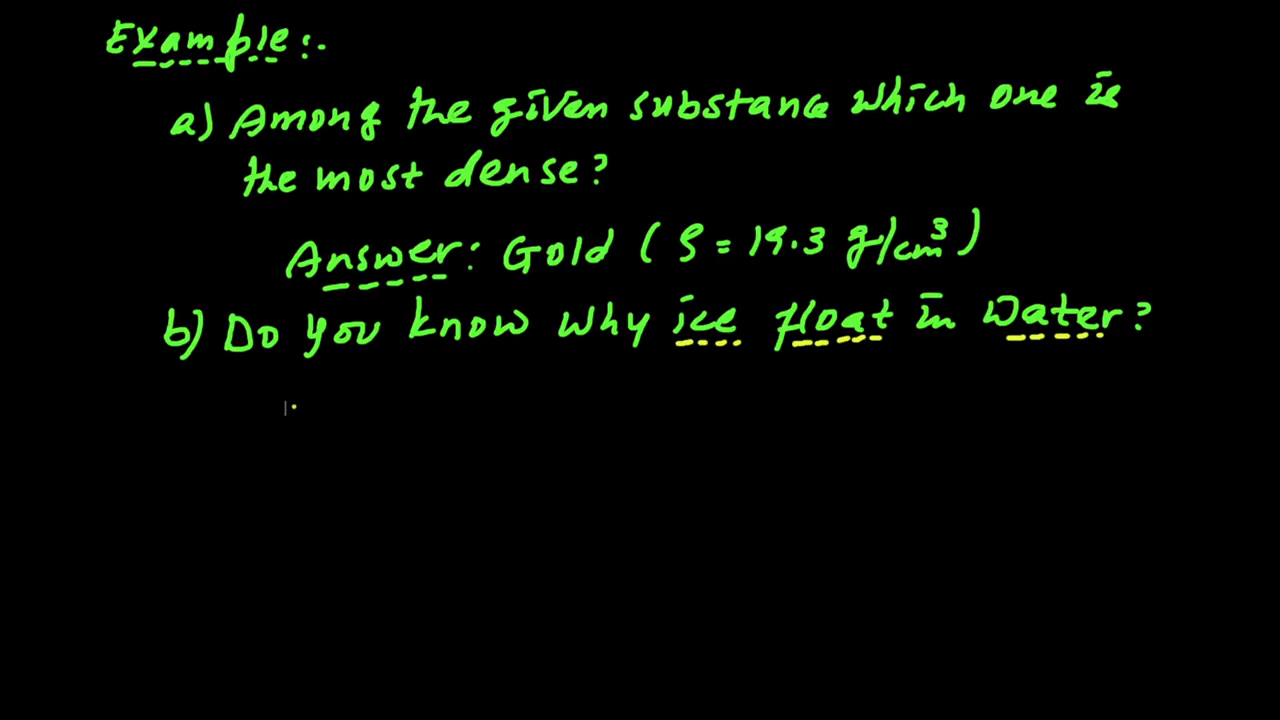 Example:-
a) Among the given substance which one is
the most dense?
Answer: Gold (ρ = 19.3 g/cm³)
b) Do you know why ice float in water?